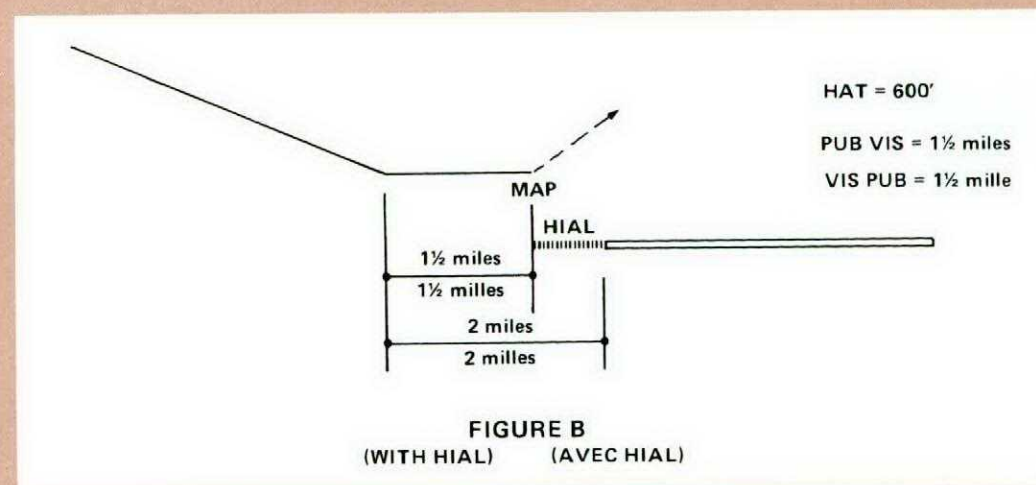 HAT = 600'
PUB VIS = 1½ miles
VIS PUB = 1½ mille
MAP
HIAL
1½ miles
1½ milles
2 miles
2 milles
FIGURE B
(WITH HIAL) (AVEC HIAL)